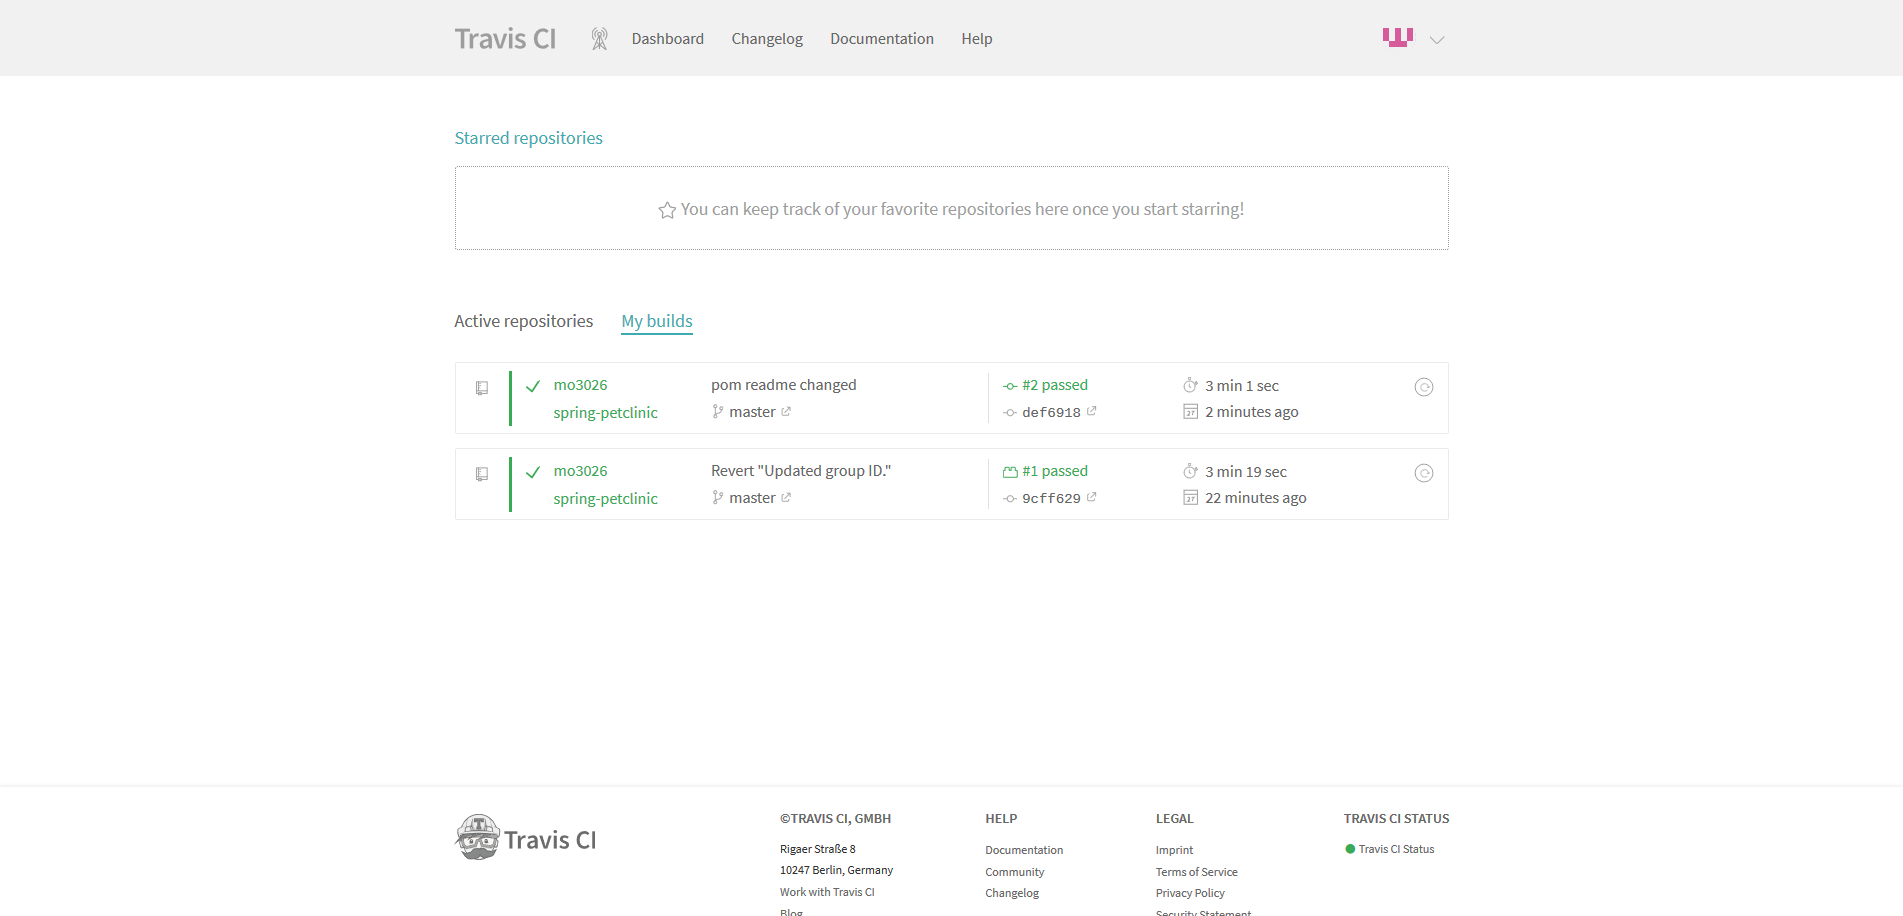 Travis CI Dashboard Changelog Documentation Help
Starred repositories
You can keep track of your favorite repositories here once you start starring!
Active repositories My builds
mo3026 pom readme changed #2 passed 3 min 1 sec
spring-petclinic master def6918 27 2 minutes ago
mo3026 Revert "Updated group ID." #1 passed 3 min 19 sec
spring-petclinic master 9cff629 27 22 minutes ago
T Travis CI
©TRAVIS CI, GMBH
Rigaer Straße 8
10247 Berlin, Germany
Work with Travis CI
Blog
HELP
Documentation
Community
Changelog
LEGAL
Imprint
Terms of Service
Privacy Policy
Security Statement
TRAVIS CI STATUS
Travis CI Status